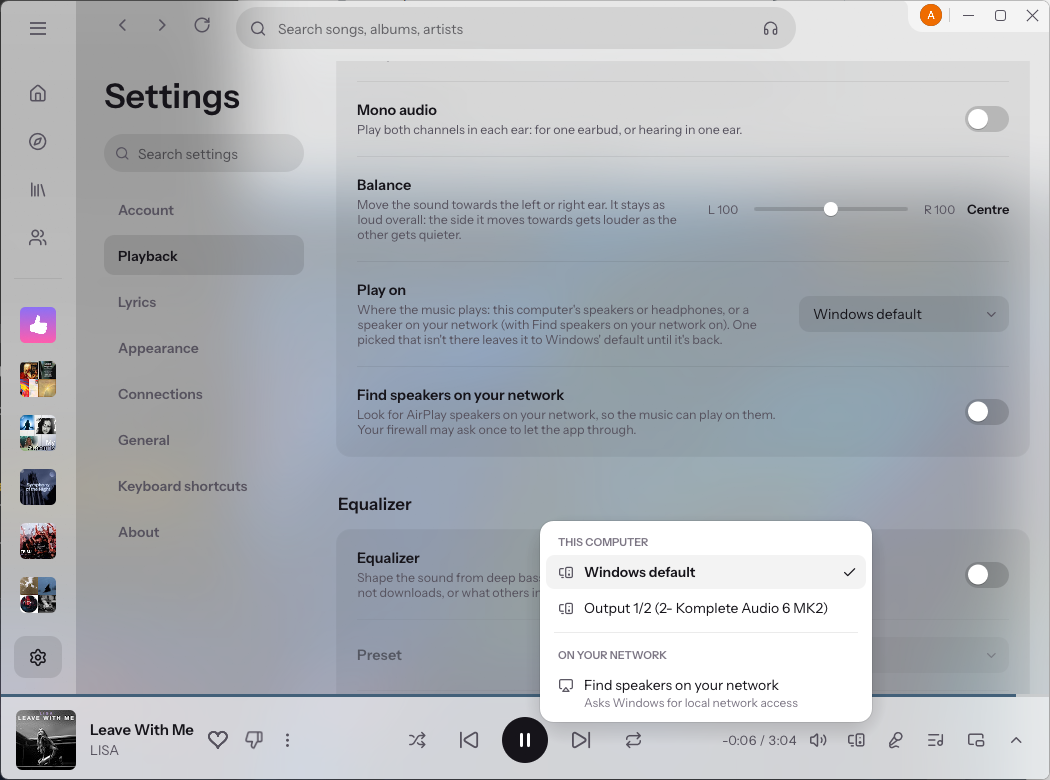 Search songs, albums, artists
A
Settings
Search settings
Account
Playback
Lyrics
Appearance
Connections
General
Keyboard shortcuts
About
Mono audio
Play both channels in each ear: for one earbud, or hearing in one ear.
Balance
Move the sound towards the left or right ear. It stays as
loud overall: the side it moves towards gets louder as the
other gets quieter.
L 100
R 100
Centre
Play on
Where the music plays: this computer's speakers or headphones, or a
speaker on your network (with Find speakers on your network on). One
picked that isn't there leaves it to Windows' default until it's back.
Windows default
Find speakers on your network
Look for AirPlay speakers on your network, so the music can play on them.
Your firewall may ask once to let the app through.
Equalizer
Equalizer
Shape the sound from deep bas
not downloads, or what others in
Preset
THIS COMPUTER
Windows default
Output 1/2 (2- Komplete Audio 6 MK2)
ON YOUR NETWORK
Find speakers on your network
Asks Windows for local network access
LISA
LEAVE WITH ME
Leave With Me
LISA
-0:06 / 3:04